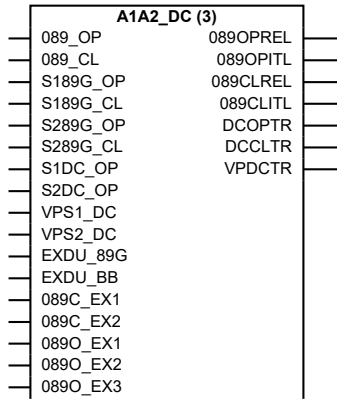 A1A2_DC (3)
089_OP 089OPREL
089_CL 089OPITL
S189G_OP 089CLREL
S189G_CL 089CLITL
S289G_OP DCOPTR
S289G_CL DCCLTR
S1DC_OP VPDCTR
S2DC_OP
VPS1_DC
VPS2_DC
EXDU_89G
EXDU_BB
089C_EX1
089C_EX2
089O_EX1
089O_EX2
089O_EX3